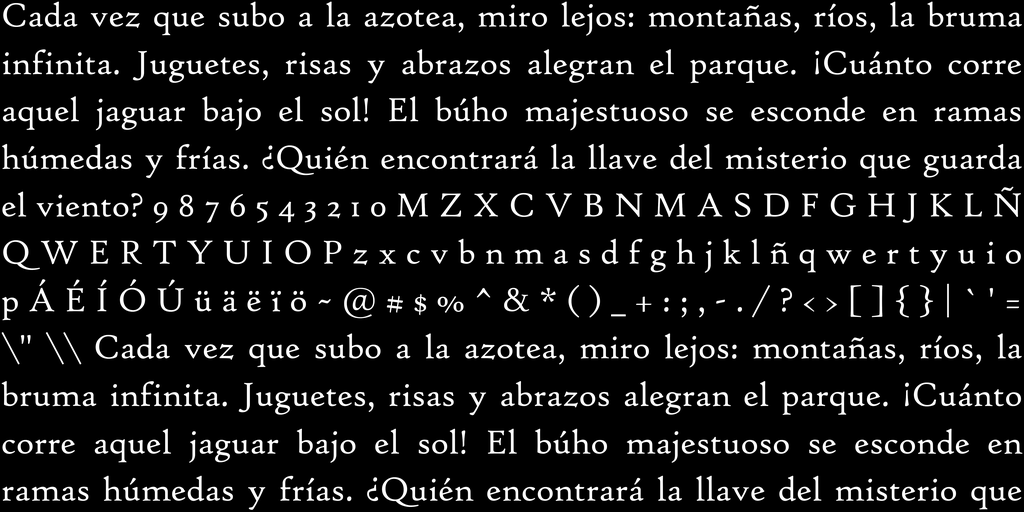 Cada vez que subo a la azotea, miro lejos: montañas, ríos, la bruma
infinita. Juguetes, risas y abrazos alegran el parque. ¡Cuánto corre
aquel jaguar bajo el sol! El búho majestuoso se esconde en ramas
húmedas y frías. ¿Quién encontrará la llave del misterio que guarda
el viento? 9 8 7 6 5 4 3 2 1 0 M Z X C V B N M A S D F G H J K L Ñ
Q W E R T Y U I O P z x c v b n m a s d f g h j k l ñ q w e r t y u i o
p Á É Í Ó Ú ü ä ë ï ö ~ @ # $ % ^ & * ( ) _ + : ; , - . / ? < > [ ] { } | ` ' =
\" \\ Cada vez que subo a la azotea, miro lejos: montañas, ríos, la
bruma infinita. Juguetes, risas y abrazos alegran el parque. ¡Cuánto
corre aquel jaguar bajo el sol! El búho majestuoso se esconde en
ramas húmedas y frías. ¿Quién encontrará la llave del misterio que